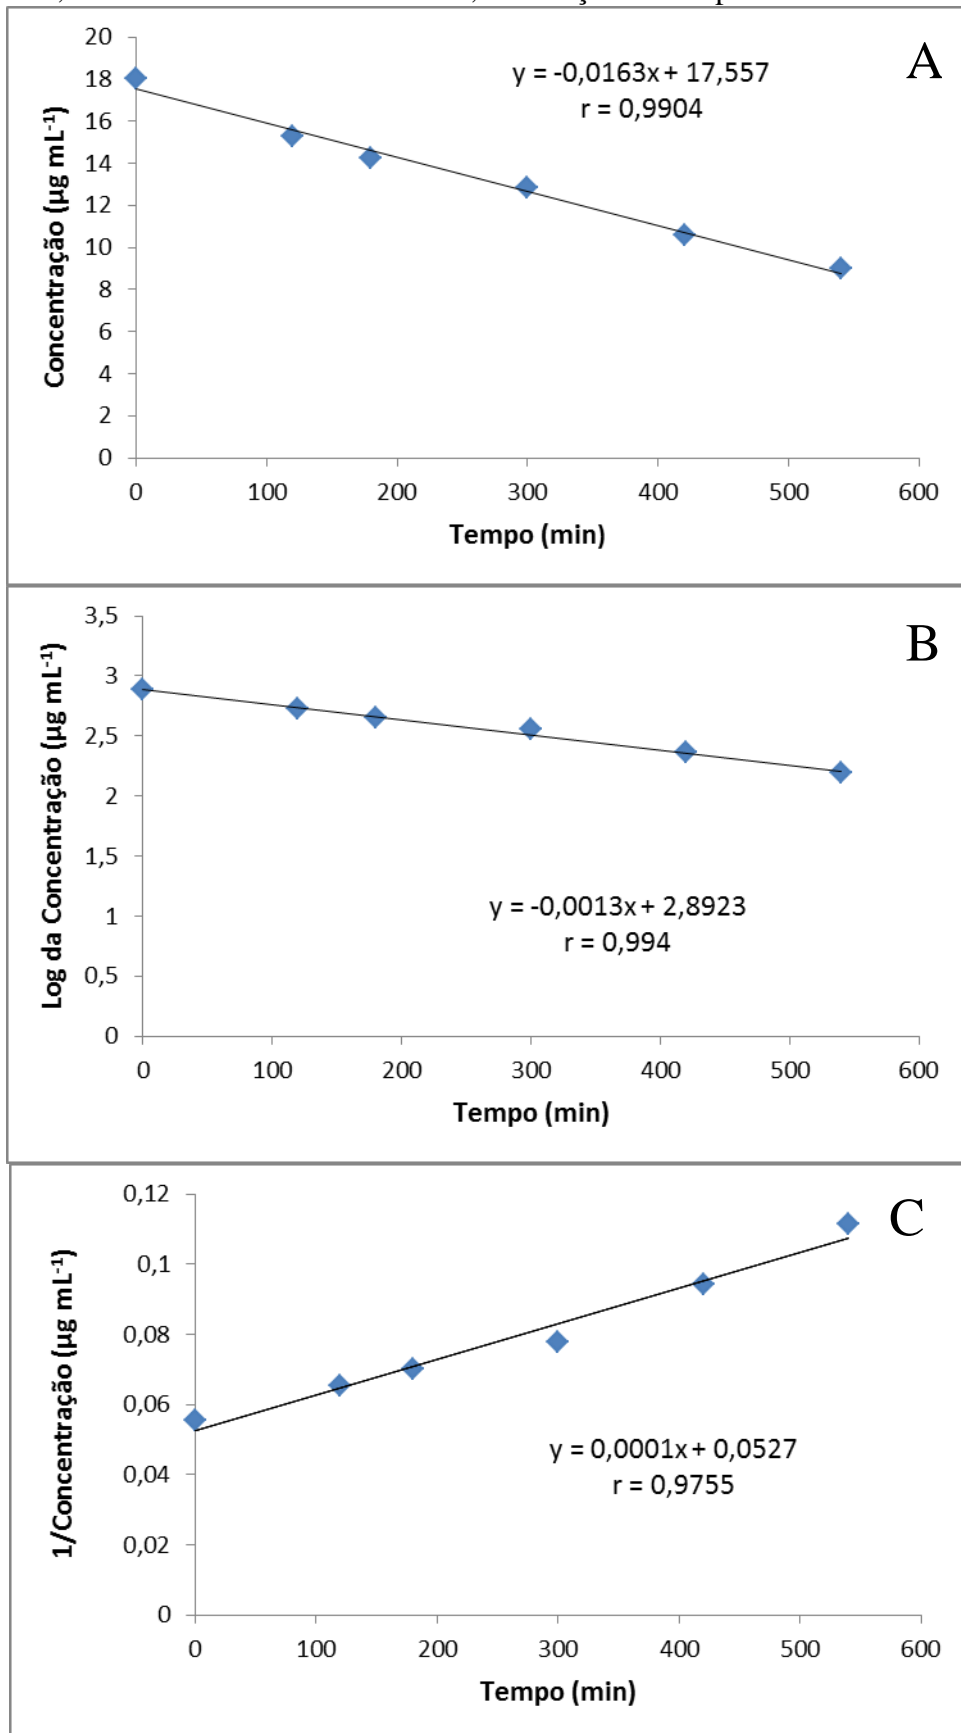 A
y = -0,0163x + 17,557
r = 0,9904
Concentração (µg mL-1)
20
18
16
14
12
10
8
6
4
2
0
0 100 200 300 400 500 600
Tempo (min)
B
Log da Concentração (µg mL-1)
3,5
3
2,5
2
1,5
1
0,5
0
y = -0,0013x + 2,8923
r = 0,994
0 100 200 300 400 500 600
Tempo (min)
C
1/Concentração (µg mL-1)
0,12
0,1
0,08
0,06
0,04
0,02
0
y = 0,0001x + 0,0527
r = 0,9755
0 100 200 300 400 500 600
Tempo (min)